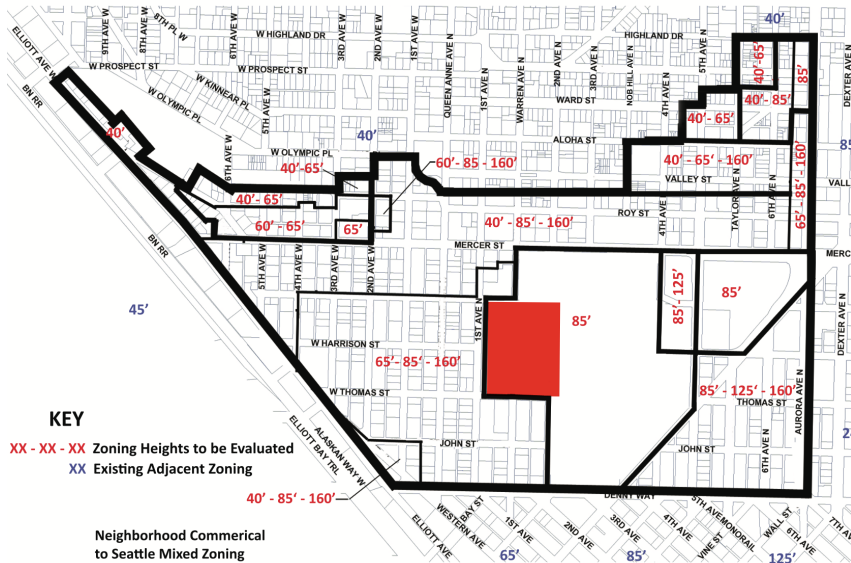 40'
ELLIOTT AVE W
9TH AVE W
8TH AVE W
8TH PL W
6TH AVE W
W HIGHLAND DR
3RD AVE W
2ND AVE W
1ST AVE W
HIGHLAND DR
5TH AVE N
40'-65'
85'
DEXTER AVE N
W PROSPECT ST
W PROSPECT ST
BN RR
W KINNEAR PL
W OLYMPIC PL
5TH AVE W
QUEEN ANNE AVE N
1ST AVE N
WARREN AVE N
2ND AVE N
3RD AVE N
NOB HILL AVE N
4TH AVE N
WARD ST
40'- 85'
40'
40'
ALOHA ST
40'- 65'
85
6TH AVE W
W OLYMPIC PL
40'-65'
60'- 85 - 160'
40'- 65' - 160'
VALLEY ST
VALL
40'- 65'
60' - 65'
65'
40' - 85'- 160'
ROY ST
4TH AVE N
TAYLOR AVE N
6TH AVE N
65' - 85'- 160'
MERCER ST
MERC
BN RR
5TH AVE W
4TH AVE W
3RD AVE W
2ND AVE W
85'- 125'
85'
45'
1ST AVE N
85'
DEXTER AVE N
W HARRISON ST
65'- 85' - 160'
W THOMAS ST
85' - 125' - 160'
THOMAS ST
AURORA AVE N
KEY
XX - XX - XX Zoning Heights to be Evaluated
XX Existing Adjacent Zoning
2
ELLIOTT BAY TRL
ALASKAN WAY W
JOHN ST
JOHN ST
6TH AVE N
40' - 85' - 160'
DENNY WAY
ELLIOTT AVE
WESTERN AVE
BAY ST
1ST AVE
2ND AVE
3RD AVE
4TH AVE
VINE ST
5TH AVE
MONORAIL
WALL ST
6TH AVE
7TH AV
65'
85'
125'
Neighborhood Commerical
to Seattle Mixed Zoning